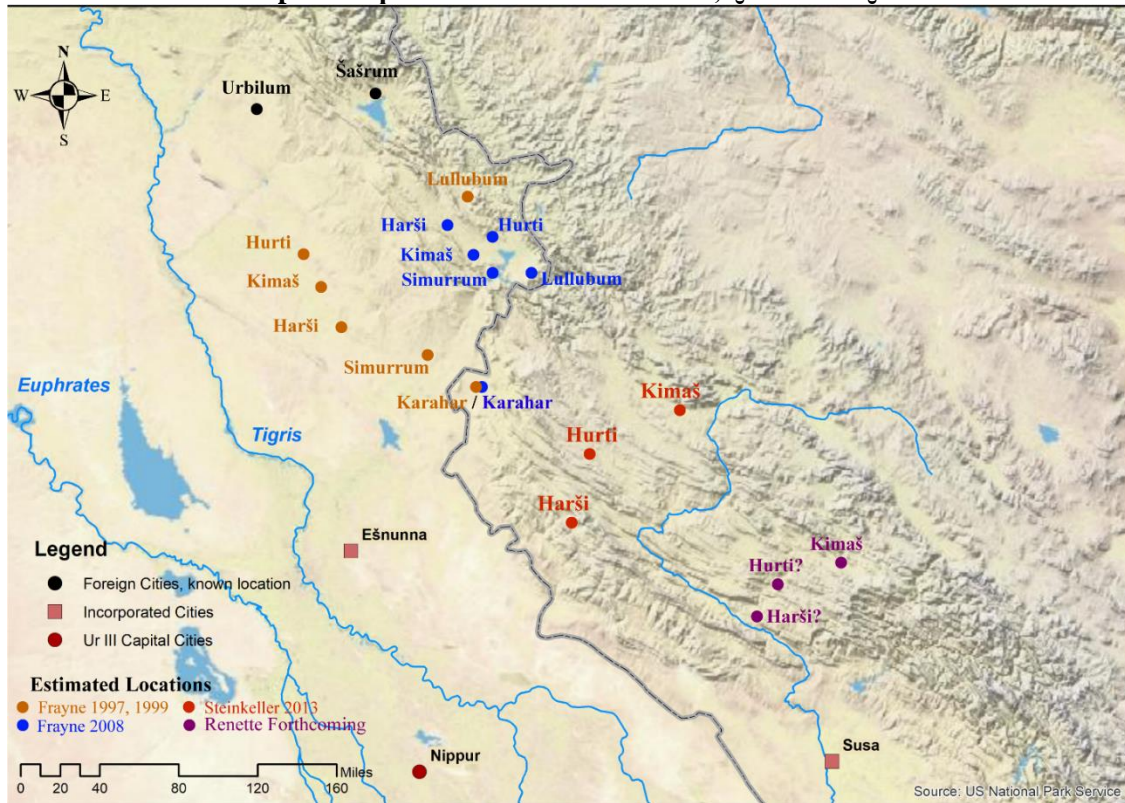 N
W E
S
Urbilum
Šašrum
Lullubum
Harši
Hurti
Hurti
Kimaš
Kimaš
Simurrum
Lullubum
Harši
Simurrum
Karahar / Karahar
Euphrates
Tigris
Kimaš
Hurti
Harši
Ešnunna
Kimaš
Hurti?
Harši?
Legend
Foreign Cities, known location
Incorporated Cities
Ur III Capital Cities
Estimated Locations
Frayne 1997, 1999
Steinkeller 2013
Frayne 2008
Renette Forthcoming
Nippur
Susa
Miles
0 20 40 80 120 160
Source: US National Park Service